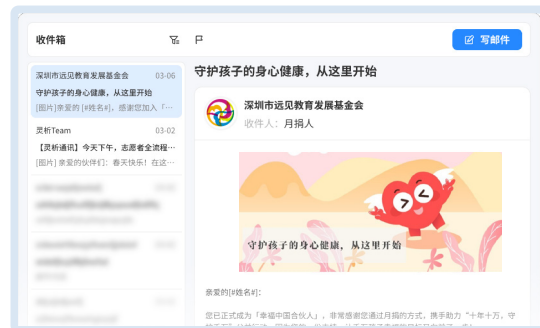 收件箱
写邮件
深圳市远见教育发展基金会 03-06
守护孩子的身心健康，从这里开始
[图片]亲爱的 [#姓名#]，感谢您加入「…
灵析Team 03-02
【灵析通讯】今天下午，志愿者全流程…
[图片] 亲爱的伙伴们：春天快乐！在这…
守护孩子的身心健康，从这里开始
深圳市远见教育发展基金会
收件人：月捐人
守护孩子的身心健康，从这里开始
亲爱的[#姓名#]：
您已正式成为「幸福中国合伙人」，非常感谢您通过月捐的方式，携手助力“十年十万，守